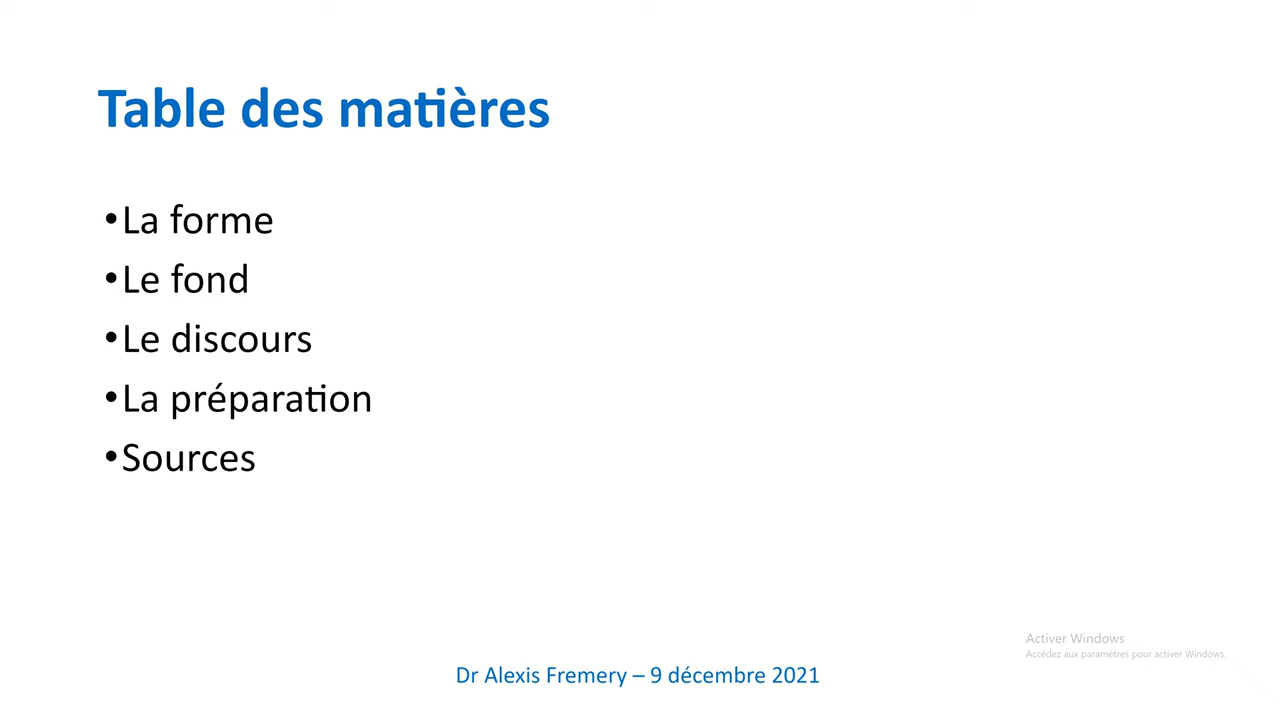 Table des matières
•La forme
•Le fond
•Le discours
•La préparation
•Sources
Activer Windows
Accédez aux paramètres pour activer Windows.
Dr Alexis Fremery – 9 décembre 2021